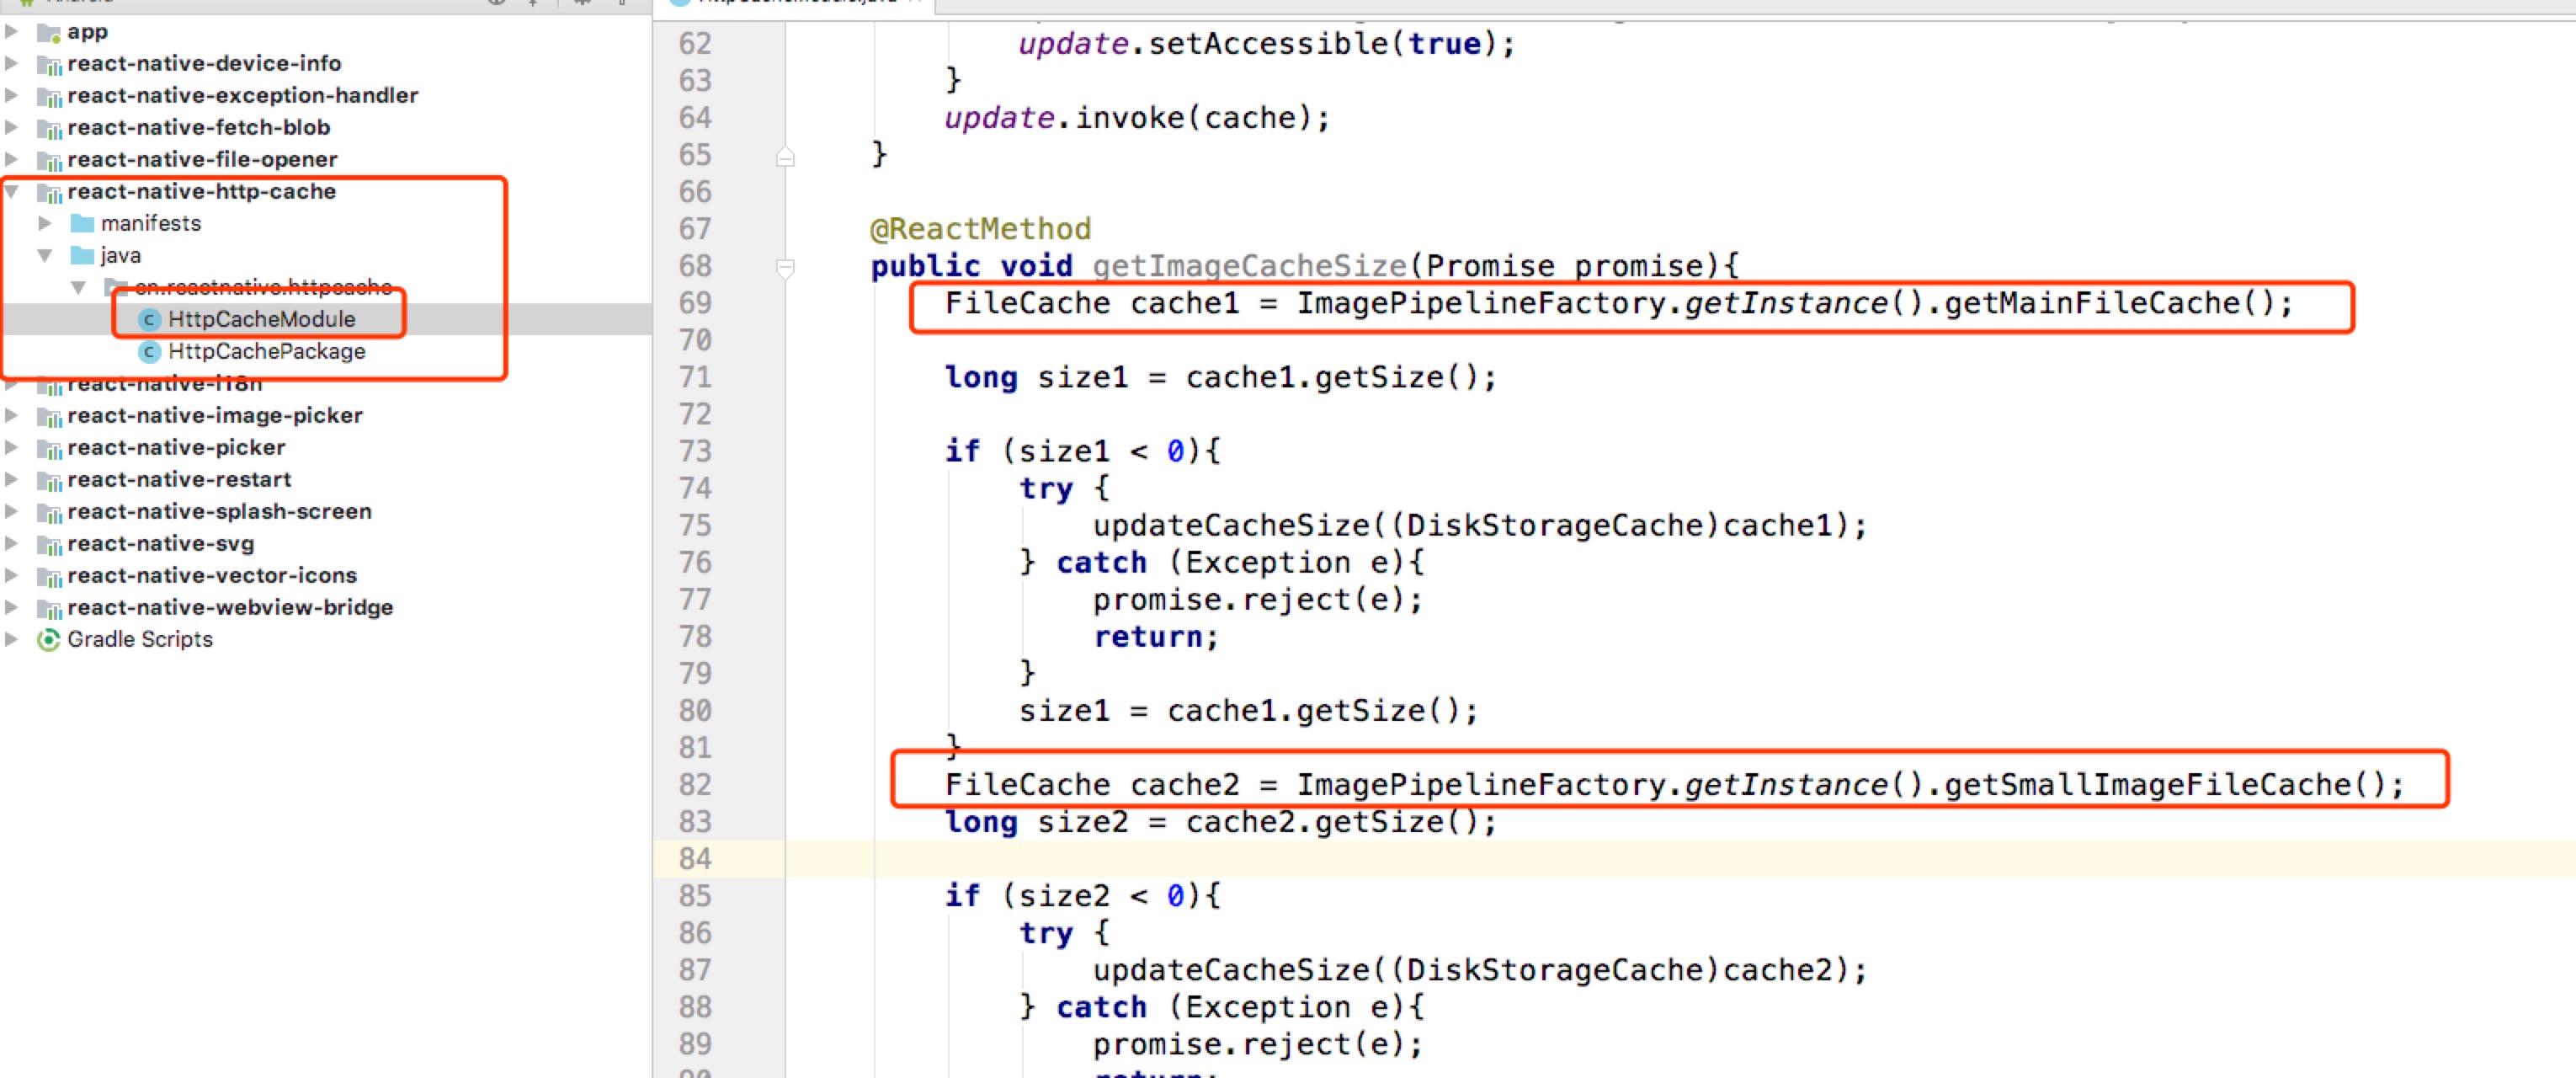 app
react-native-device-info
react-native-exception-handler
react-native-fetch-blob
react-native-file-opener
react-native-http-cache
manifests
java
cn.reactnative.httpcache
HttpCacheModule
HttpCachePackage
react-native-i18n
react-native-image-picker
react-native-picker
react-native-restart
react-native-splash-screen
react-native-svg
react-native-vector-icons
react-native-webview-bridge
Gradle Scripts
62 update.setAccessible(true);
63 }
64 update.invoke(cache);
65 }
66
67 @ReactMethod
68 public void getImageCacheSize(Promise promise){
69 FileCache cache1 = ImagePipelineFactory.getInstance().getMainFileCache();
70
71 long size1 = cache1.getSize();
72
73 if (size1 < 0){
74 try {
75 updateCacheSize((DiskStorageCache)cache1);
76 } catch (Exception e){
77 promise.reject(e);
78 return;
79 }
80 size1 = cache1.getSize();
81 }
82 FileCache cache2 = ImagePipelineFactory.getInstance().getSmallImageFileCache();
83 long size2 = cache2.getSize();
84
85 if (size2 < 0){
86 try {
87 updateCacheSize((DiskStorageCache)cache2);
88 } catch (Exception e){
89 promise.reject(e);
90 return;